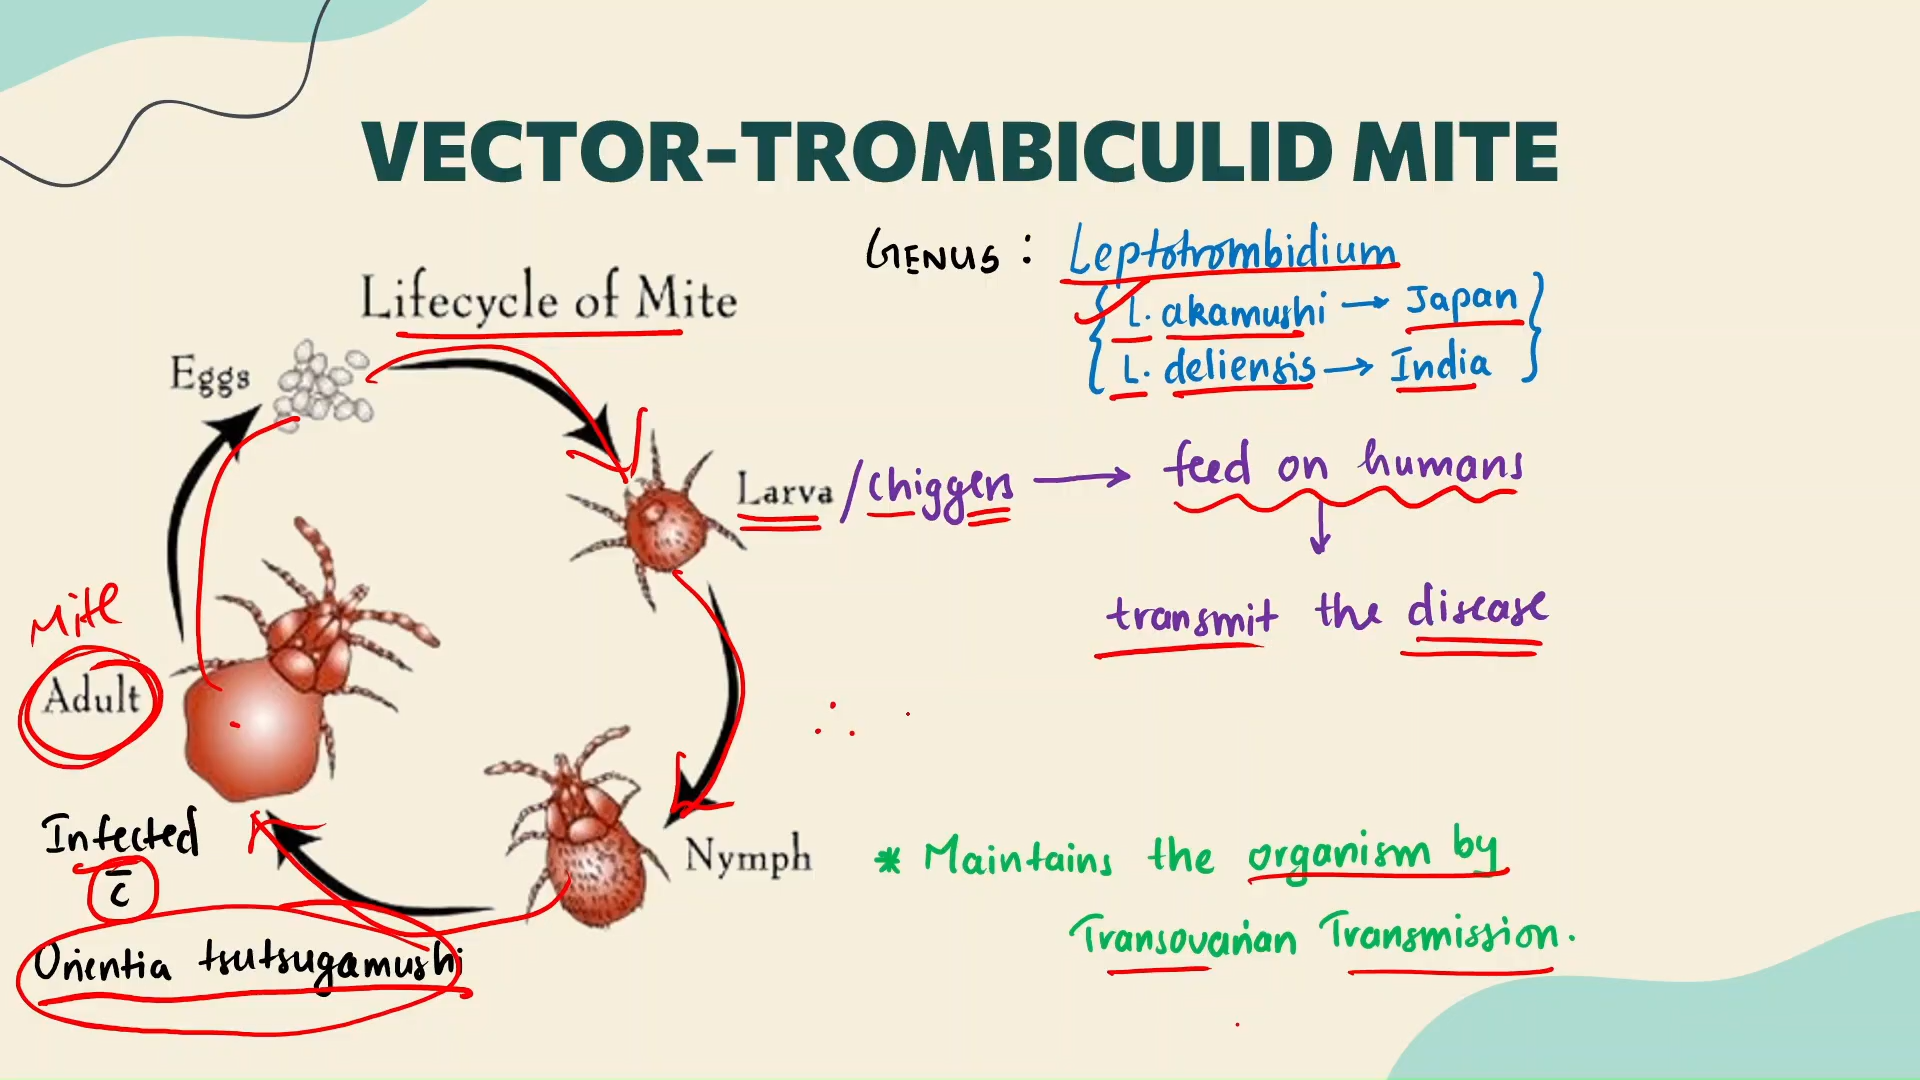 VECTOR-TROMBICULID MITE
GENUS : Leptotrombidium
L. akamushi → Japan
L. deliensis → India
Lifecycle of Mite
Eggs
Larva / chiggers → feed on humans
transmit the disease
Mite
Adult
Nymph
Infected
c̄
Orientia tsutsugamushi
* Maintains the organism by
Transovarian Transmission.